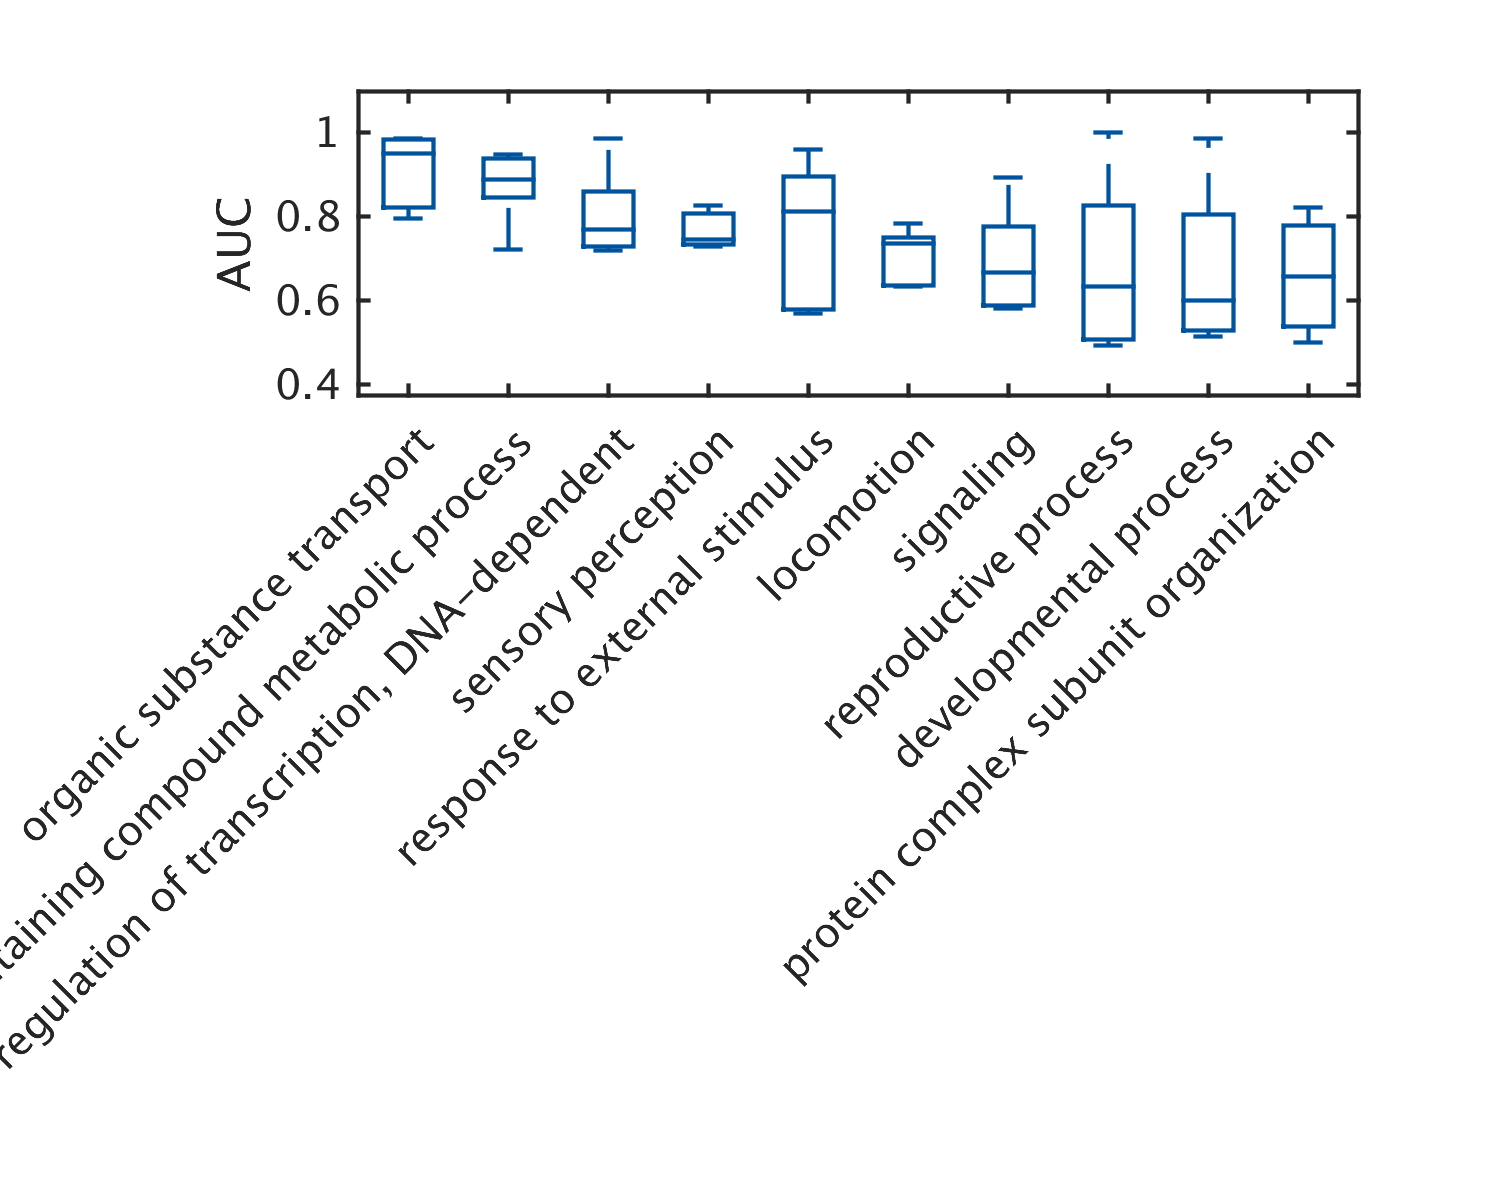 1
0.8
0.6
0.4
AUC
organic substance transport
compound metabolic process
regulation of transcription, DNA–dependent
sensory perception
response to external stimulus
locomotion
signaling
reproductive process
developmental process
protein complex subunit organization